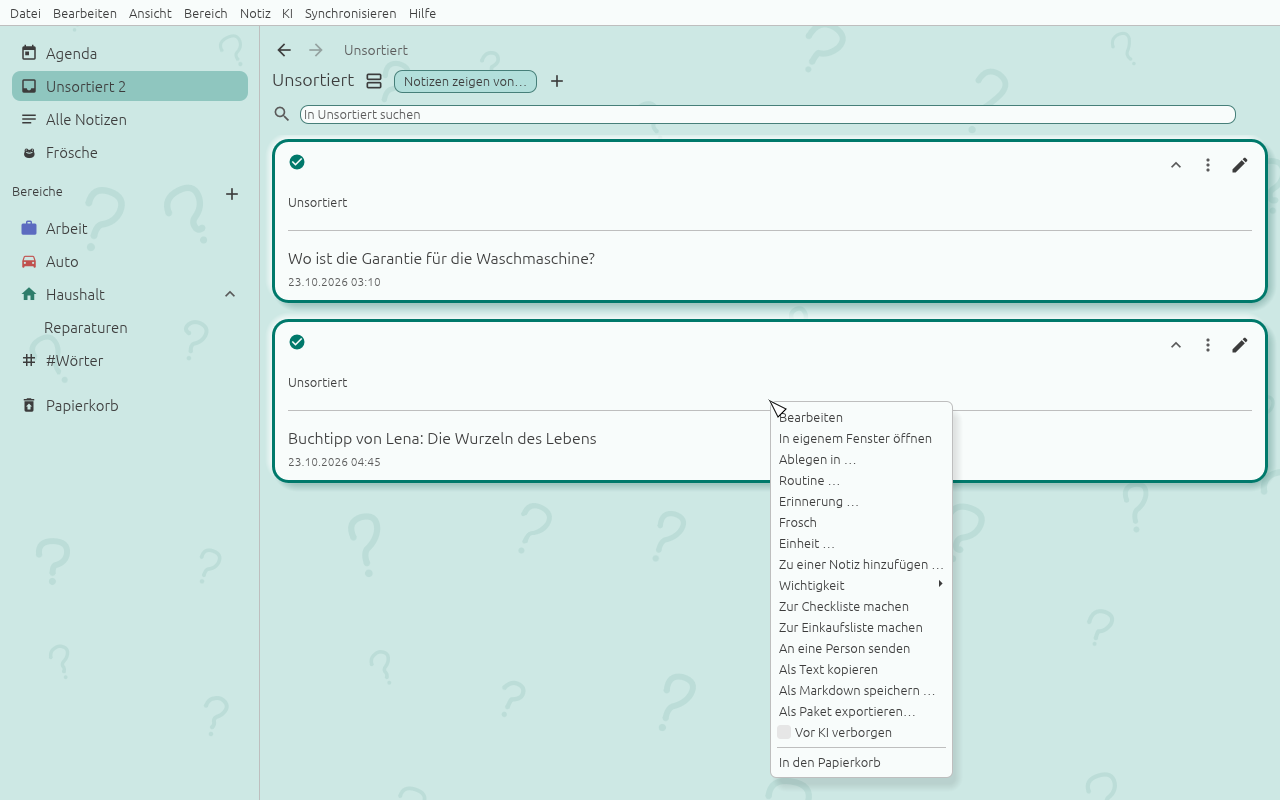 Datei Bearbeiten Ansicht Bereich Notiz KI Synchronisieren Hilfe
Agenda
Unsortiert 2
Alle Notizen
Frösche
Bereiche
Arbeit
Auto
Haushalt
Reparaturen
#Wörter
Papierkorb
Unsortiert
Unsortiert Notizen zeigen von…
In Unsortiert suchen
Unsortiert
Wo ist die Garantie für die Waschmaschine?
23.10.2026 03:10
Unsortiert
Buchtipp von Lena: Die Wurzeln des Lebens
23.10.2026 04:45
Bearbeiten
In eigenem Fenster öffnen
Ablegen in …
Routine …
Erinnerung …
Frosch
Einheit …
Zu einer Notiz hinzufügen …
Wichtigkeit
Zur Checkliste machen
Zur Einkaufsliste machen
An eine Person senden
Als Text kopieren
Als Markdown speichern …
Als Paket exportieren…
Vor KI verborgen
In den Papierkorb